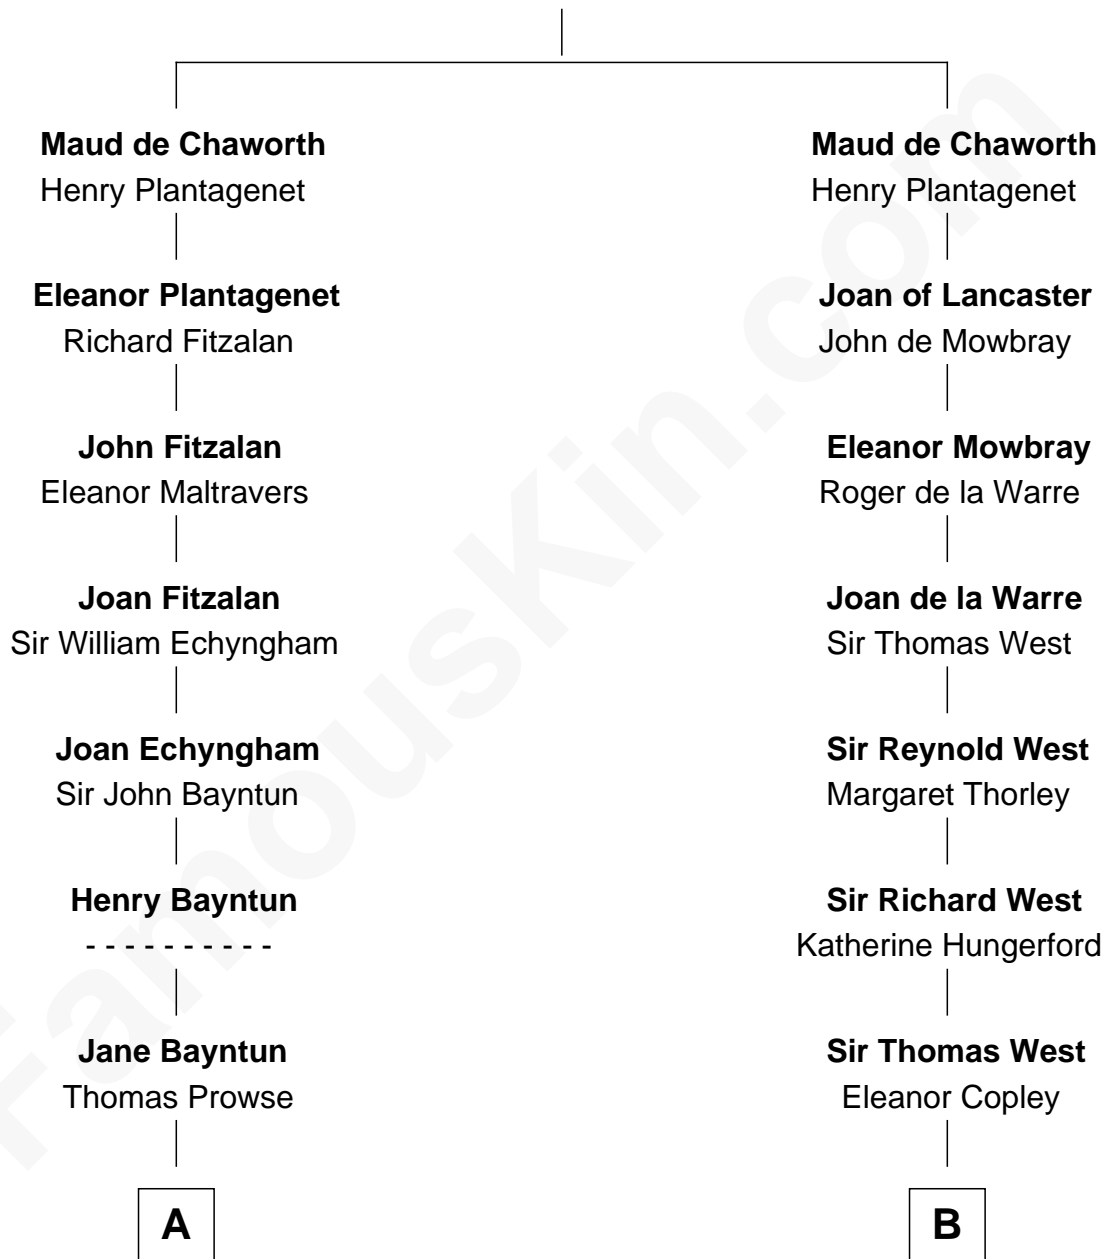 Maud de Chaworth
Henry Plantagenet
Eleanor Plantagenet
Richard Fitzalan
John Fitzalan
Eleanor Maltravers
Joan Fitzalan
Sir William Echyngham
Joan Echyngham
Sir John Bayntun
Henry Bayntun
- - - - - - - - - -
Jane Bayntun
Thomas Prowse
A
Maud de Chaworth
Henry Plantagenet
Joan of Lancaster
John de Mowbray
Eleanor Mowbray
Roger de la Warre
Joan de la Warre
Sir Thomas West
Sir Reynold West
Margaret Thorley
Sir Richard West
Katherine Hungerford
Sir Thomas West
Eleanor Copley
B
FamousKin.com